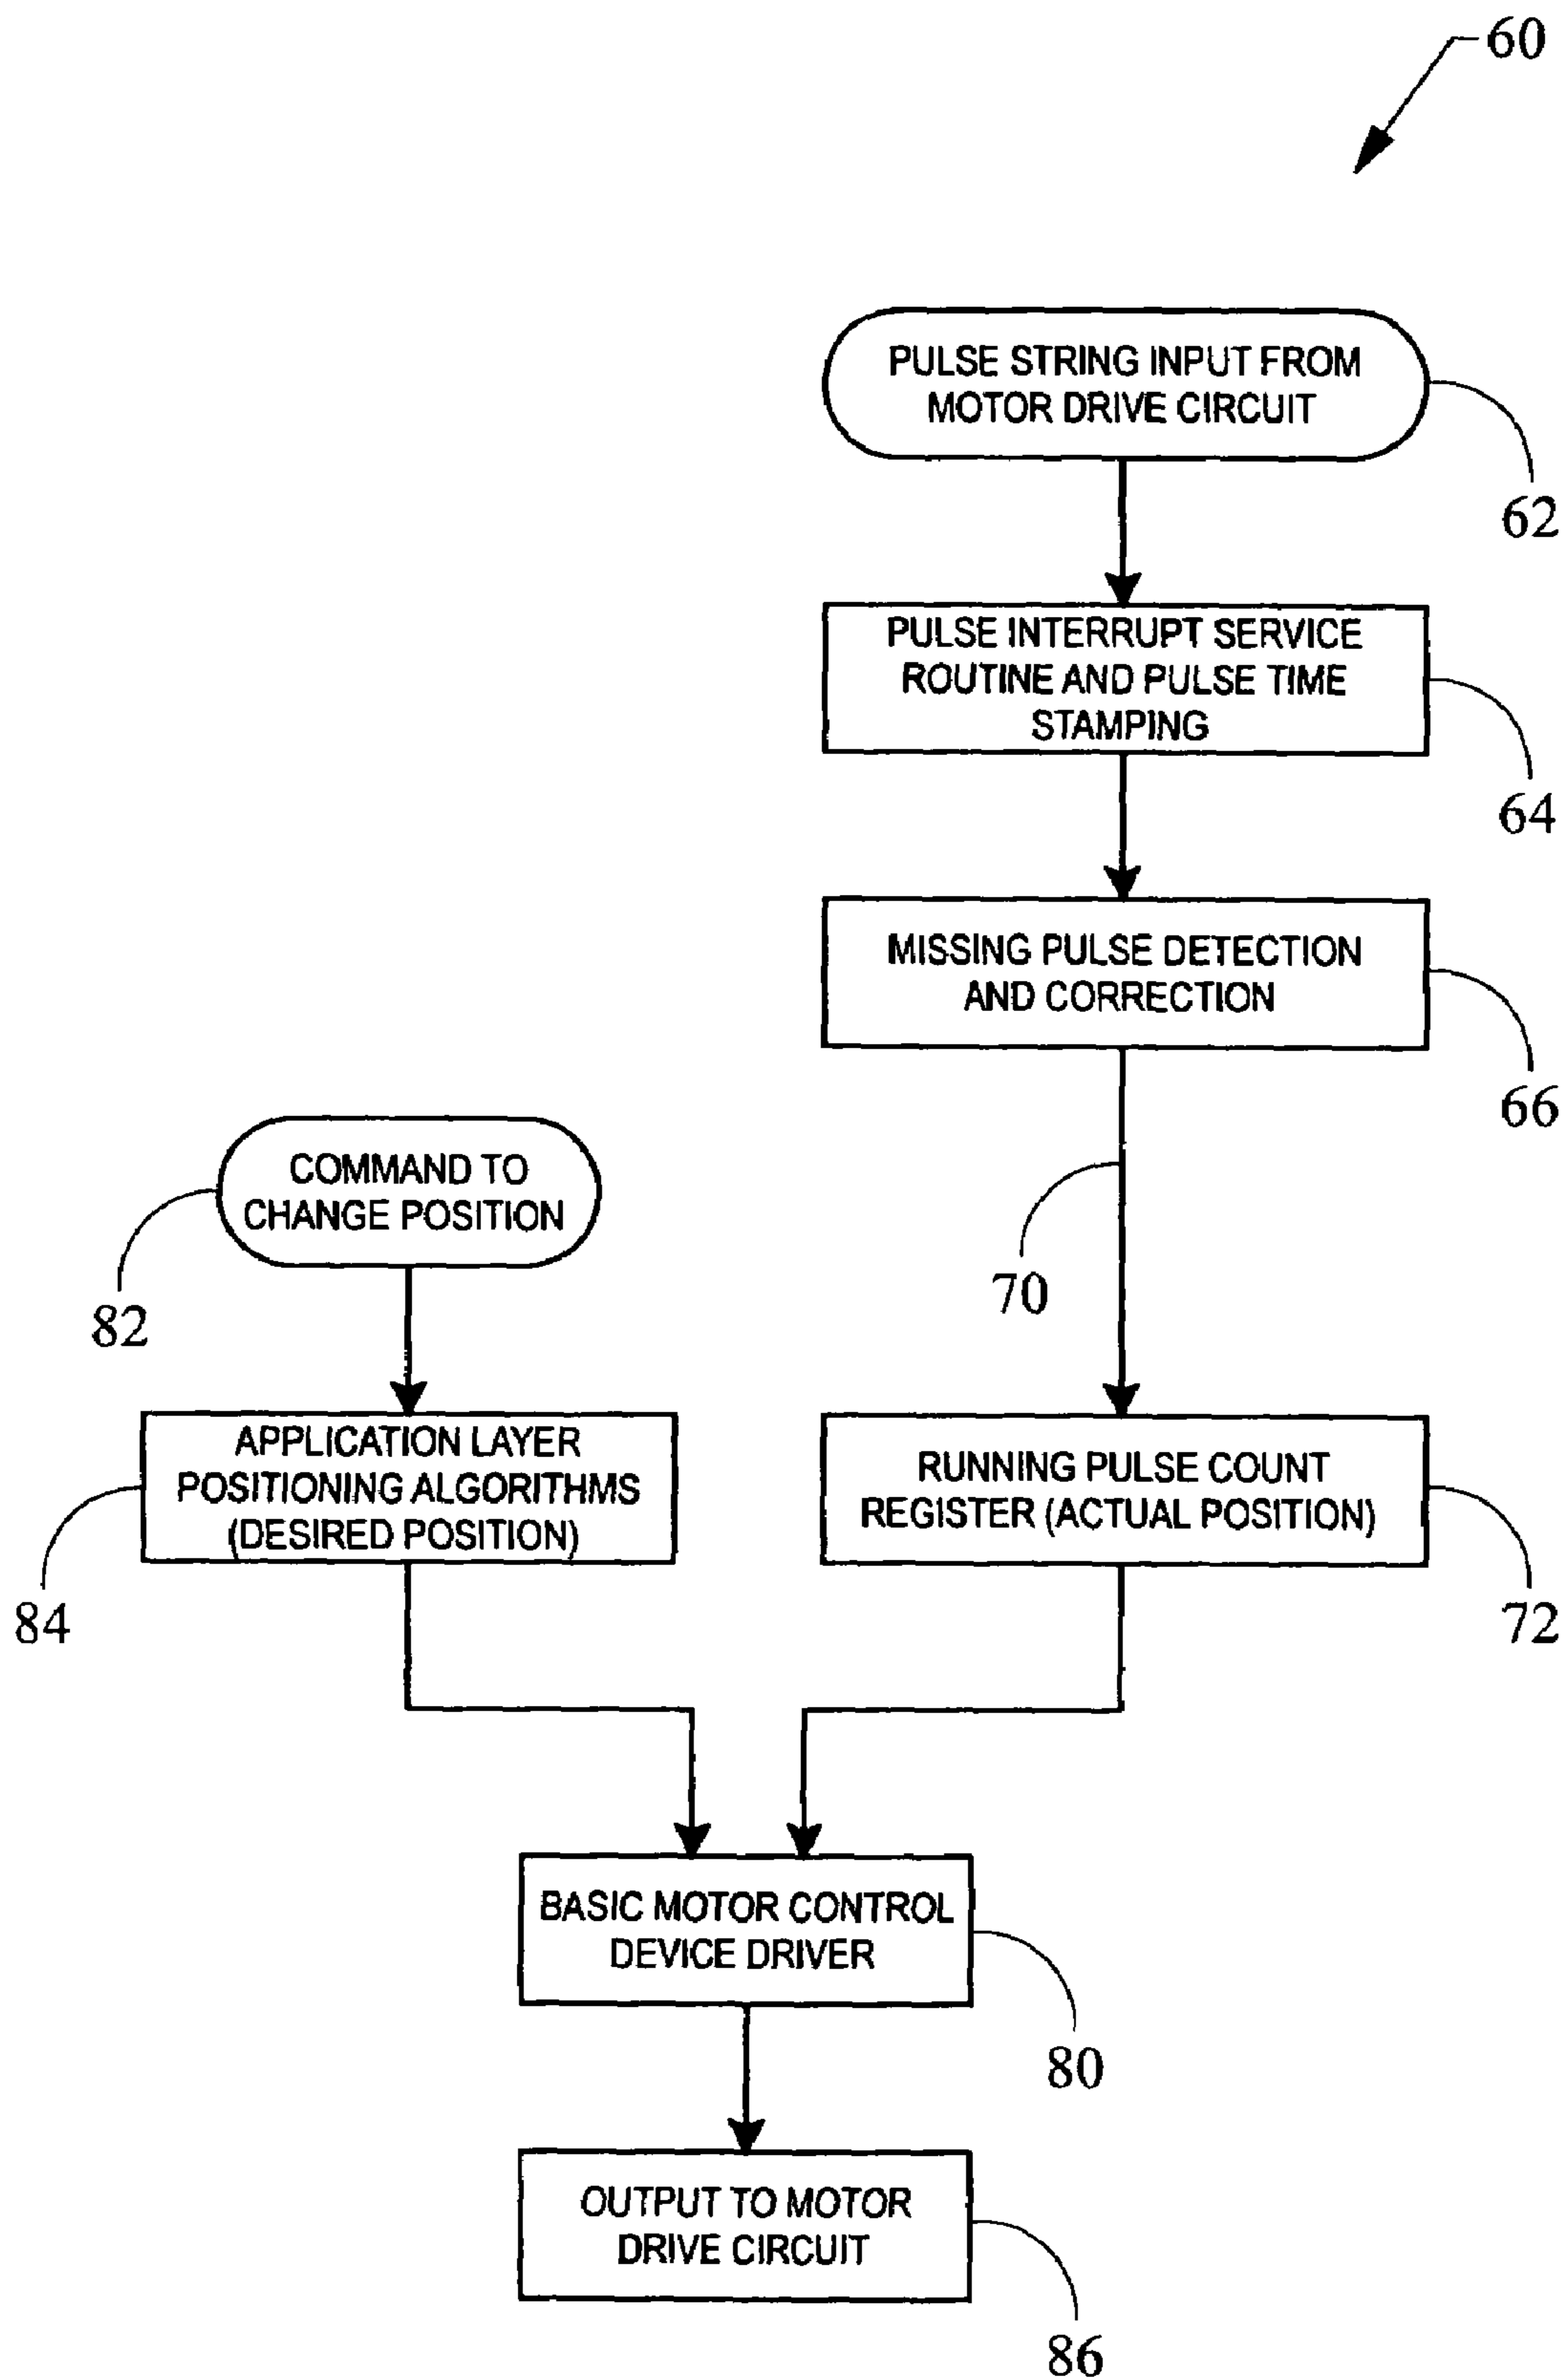 60
PULSE STRING INPUT FROM
MOTOR DRIVE CIRCUIT
62
PULSE INTERRUPT SERVICE
ROUTINE AND PULSE TIME
STAMPING
64
MISSING PULSE DETECTION
AND CORRECTION
66
70
COMMAND TO
CHANGE POSITION
82
APPLICATION LAYER
POSITIONING ALGORITHMS
(DESIRED POSITION)
84
RUNNING PULSE COUNT
REGISTER (ACTUAL POSITION)
72
BASIC MOTOR CONTROL
DEVICE DRIVER
80
OUTPUT TO MOTOR
DRIVE CIRCUIT
86